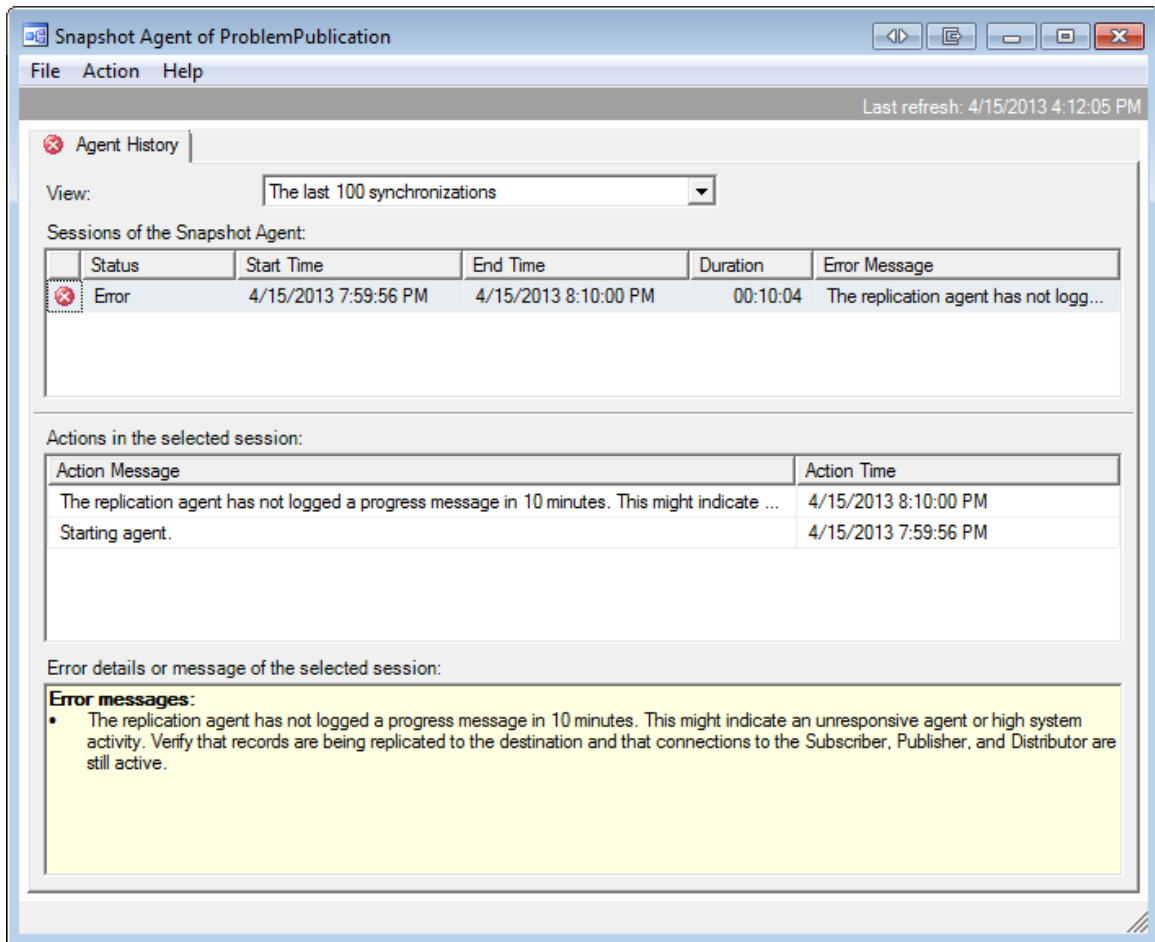 Snapshot Agent of ProblemPublication
File Action Help
Last refresh: 4/15/2013 4:12:05 PM
Agent History
View: The last 100 synchronizations
Sessions of the Snapshot Agent:
Status Start Time End Time Duration Error Message
Error 4/15/2013 7:59:56 PM 4/15/2013 8:10:00 PM 00:10:04 The replication agent has not logg...
Actions in the selected session:
Action Message Action Time
The replication agent has not logged a progress message in 10 minutes. This might indicate ... 4/15/2013 8:10:00 PM
Starting agent. 4/15/2013 7:59:56 PM
Error details or message of the selected session:
Error messages:
• The replication agent has not logged a progress message in 10 minutes. This might indicate an unresponsive agent or high system
activity. Verify that records are being replicated to the destination and that connections to the Subscriber, Publisher, and Distributor are
still active.